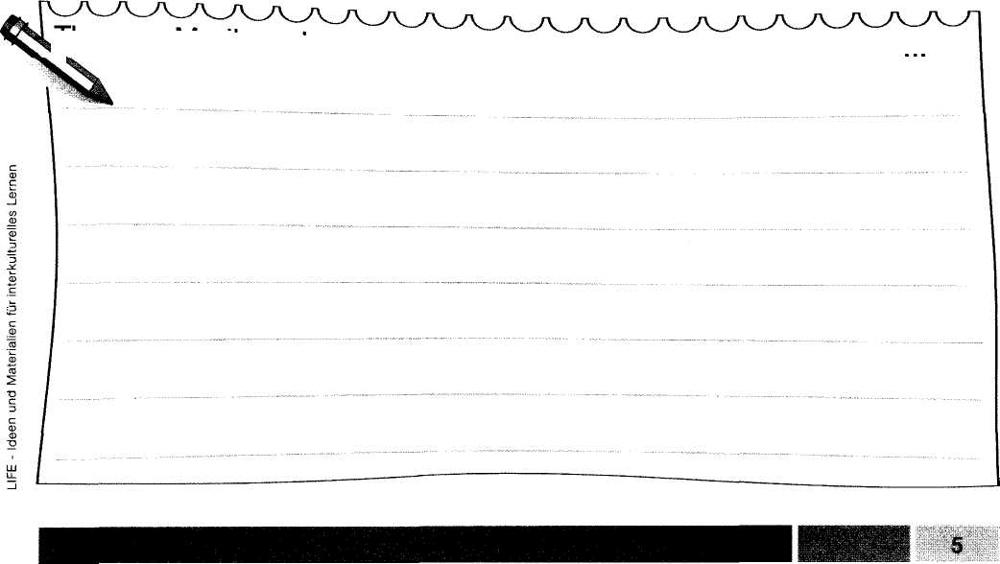 LIFE - Ideen und Materialien für interkulturelles Lernen
5